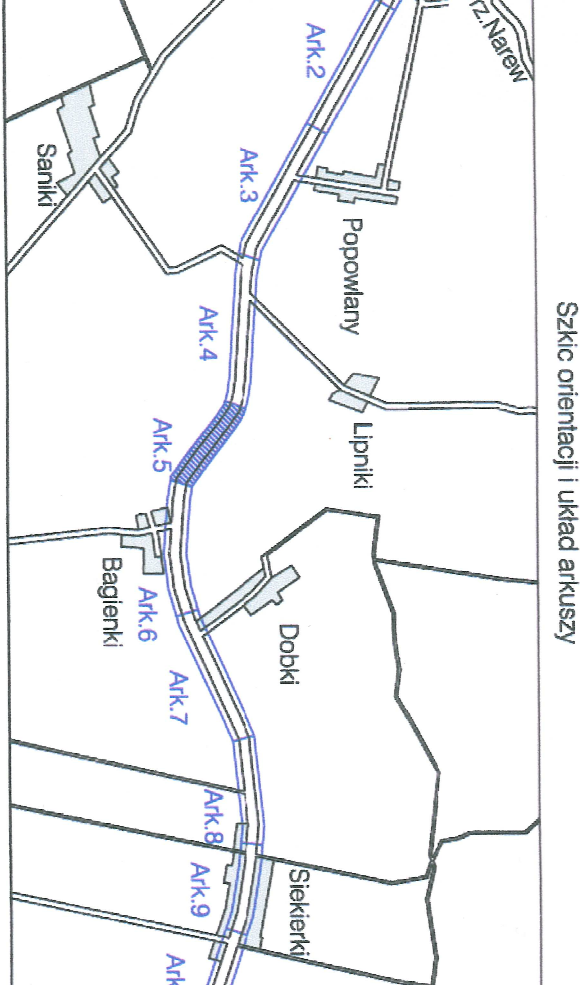 Szkic orientacji i układ arkuszy
rz.Narew
Ark.2
Popowlany
Ark.3
Saniki
Ark.4
Lipniki
Ark.5
Bagienki
Ark.6
Dobki
Ark.7
Ark.8
Siekierki
Ark.9
Ark